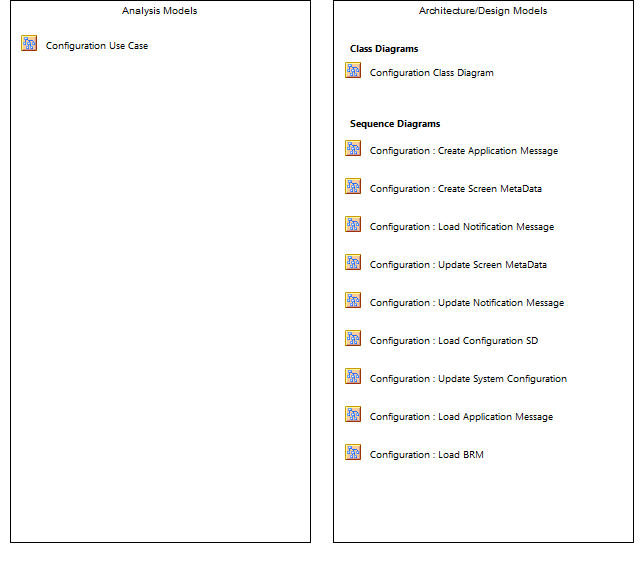 Analysis Models
Configuration Use Case
Architecture/Design Models
Class Diagrams
Configuration Class Diagram
Sequence Diagrams
Configuration : Create Application Message
Configuration : Create Screen MetaData
Configuration : Load Notification Message
Configuration : Update Screen MetaData
Configuration : Update Notification Message
Configuration : Load Configuration SD
Configuration : Update System Configuration
Configuration : Load Application Message
Configuration : Load BRM